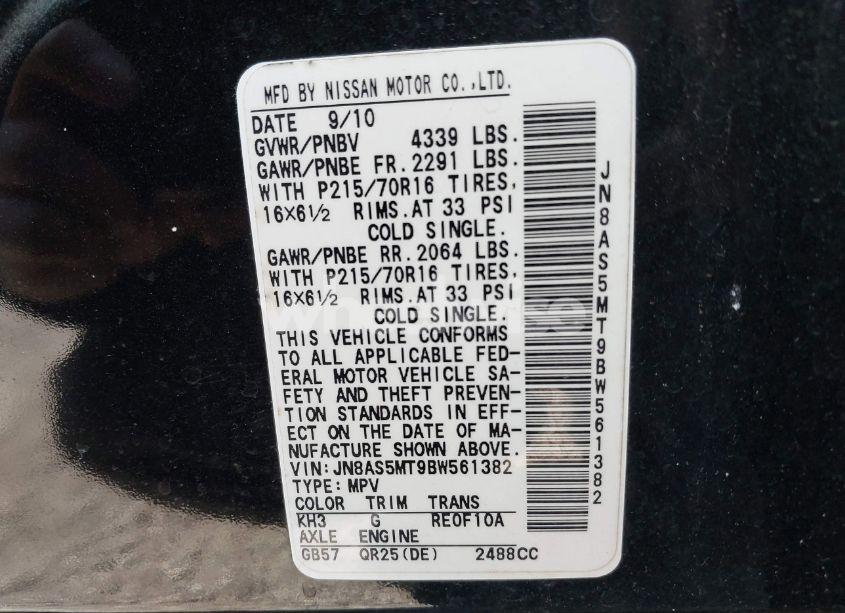 MFD BY NISSAN MOTOR CO.,LTD.
DATE 9/10
GVWR/PNBV 4339 LBS.
GAWR/PNBE FR.2291 LBS.
WITH P215/70R16 TIRES,
16X6½ RIMS.AT 33 PSI
COLD SINGLE.
GAWR/PNBE RR.2064 LBS.
WITH P215/70R16 TIRES,
16X6½ RIMS.AT 33 PSI
COLD SINGLE.
THIS VEHICLE CONFORMS
TO ALL APPLICABLE FED-
ERAL MOTOR VEHICLE SA-
FETY AND THEFT PREVEN-
TION STANDARDS IN EFF-
ECT ON THE DATE OF MA-
NUFACTURE SHOWN ABOVE.
VIN:JN8AS5MT9BW561382
TYPE:MPV
COLOR TRIM TRANS
KH3 G RE0F10A
AXLE ENGINE
GB57 QR25(DE) 2488CC
JN8AS5MT9BW561382